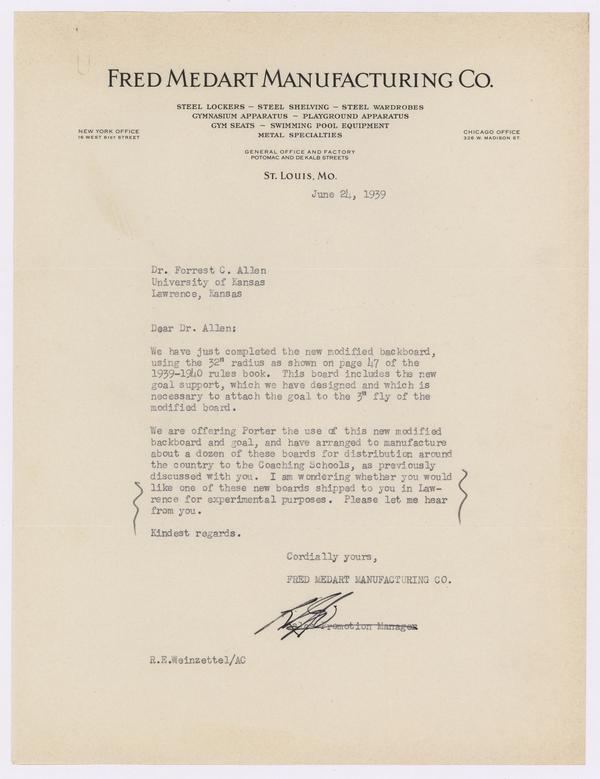 FRED MEDART MANUFACTURING CO.
STEEL LOCKERS – STEEL SHELVING – STEEL WARDROBES
GYMNASIUM APPARATUS – PLAYGROUND APPARATUS
GYM SEATS – SWIMMING POOL EQUIPMENT
METAL SPECIALTIES
NEW YORK OFFICE
16 WEST 61ST STREET
CHICAGO OFFICE
326 W. MADISON ST.
GENERAL OFFICE AND FACTORY
POTOMAC AND DE KALB STREETS
ST. LOUIS, MO.
June 24, 1939
Dr. Forrest C. Allen
University of Kansas
Lawrence, Kansas
Dear Dr. Allen:
We have just completed the new modified backboard,
using the 32" radius as shown on page 47 of the
1939-1940 rules book. This board includes the new
goal support, which we have designed and which is
necessary to attach the goal to the 3" fly of the
modified board.
We are offering Porter the use of this new modified
backboard and goal, and have arranged to manufacture
about a dozen of these boards for distribution around
the country to the Coaching Schools, as previously
discussed with you. I am wondering whether you would
like one of these new boards shipped to you in Law-
rence for experimental purposes. Please let me hear
from you.
Kindest regards.
Cordially yours,
FRED MEDART MANUFACTURING CO.
Promotion Manager
R.E.Weinzettel/AC